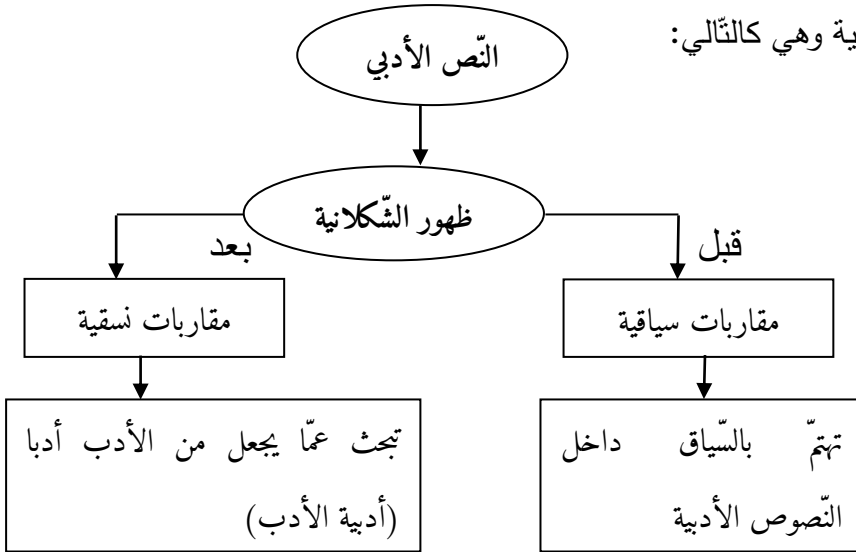 ية وهي كالتّالي:
النّص الأدبي
ظهور الشّكلانية
قبل
بعد
مقاربات سياقية
مقاربات نسقية
تهتمّ بالسّياق داخل
النّصوص الأدبية
تبحث عمّا يجعل من الأدب أدبا
(أدبية الأدب)